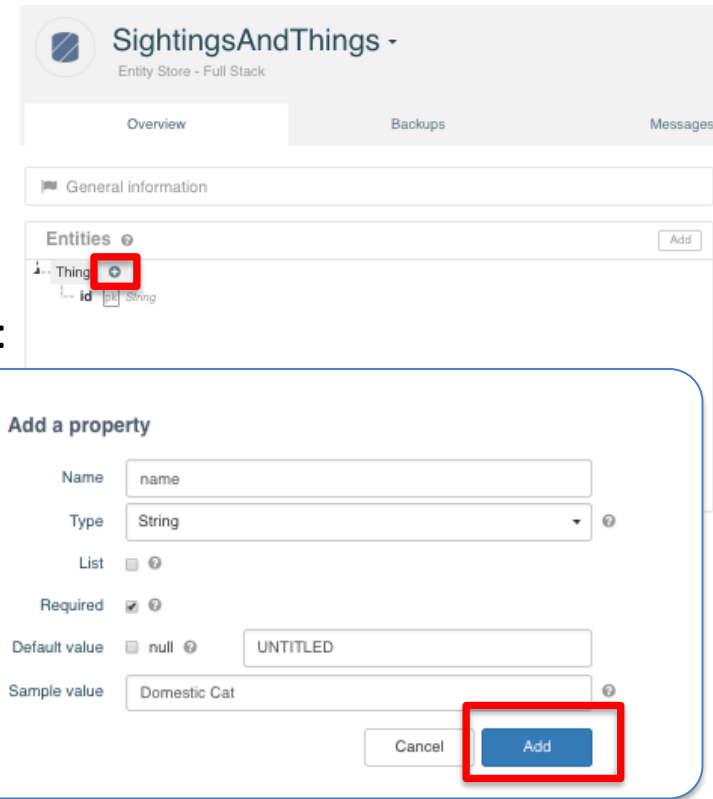 SightingsAndThings
Entity Store - Full Stack
Overview Backups Messages
General information
Entities Add
Thing
id pk String
:
Add a property
Name name
Type String
List
Required
Default value null UNTITLED
Sample value Domestic Cat
Cancel Add